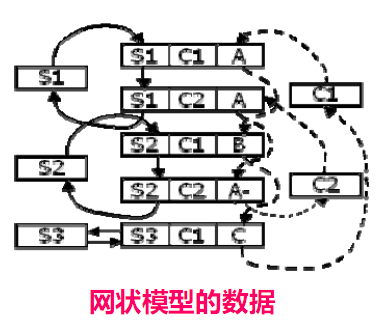 S1 C1 A
S1
S1 C2 A
C1
S2 C1 B
S2
S2 C2 A-
C2
S3
S3 C1 C
网状模型的数据